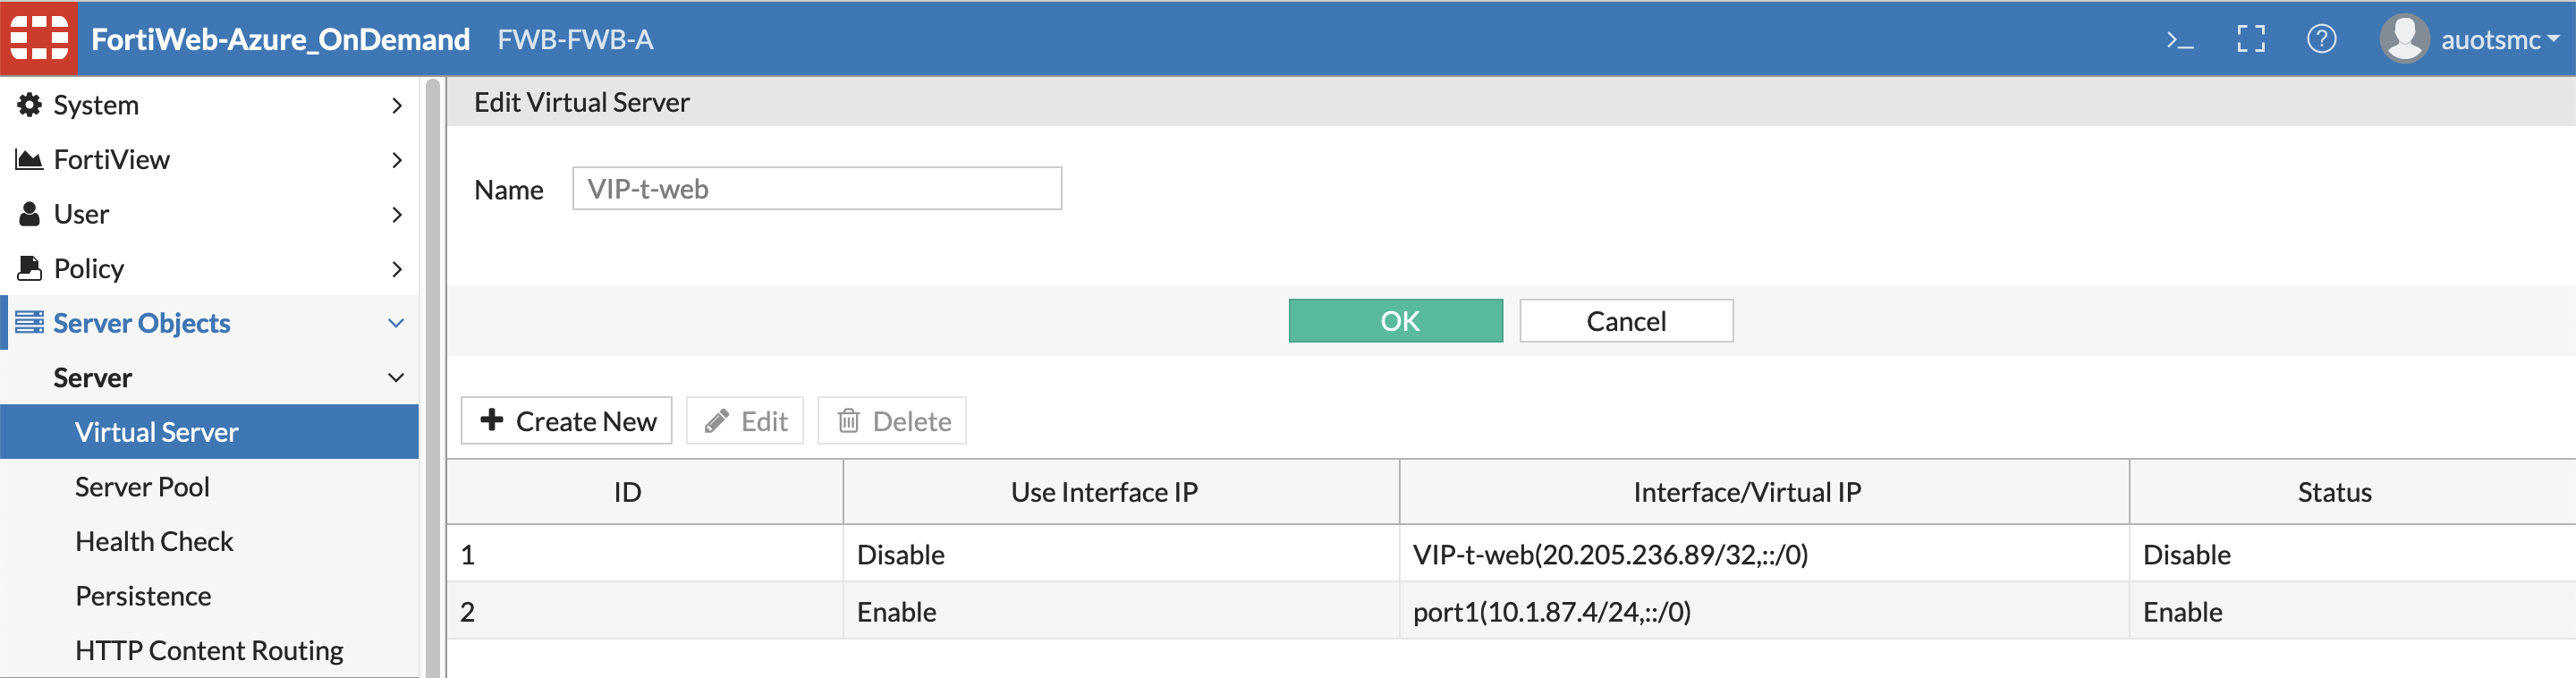 FortiWeb-Azure_OnDemand FWB-FWB-A
auotsmc
System
FortiView
User
Policy
Server Objects
Server
Virtual Server
Server Pool
Health Check
Persistence
HTTP Content Routing
Edit Virtual Server
Name VIP-t-web
OK Cancel
Create New Edit Delete
ID Use Interface IP Interface/Virtual IP Status
1 Disable VIP-t-web(20.205.236.89/32,::/0) Disable
2 Enable port1(10.1.87.4/24,::/0) Enable